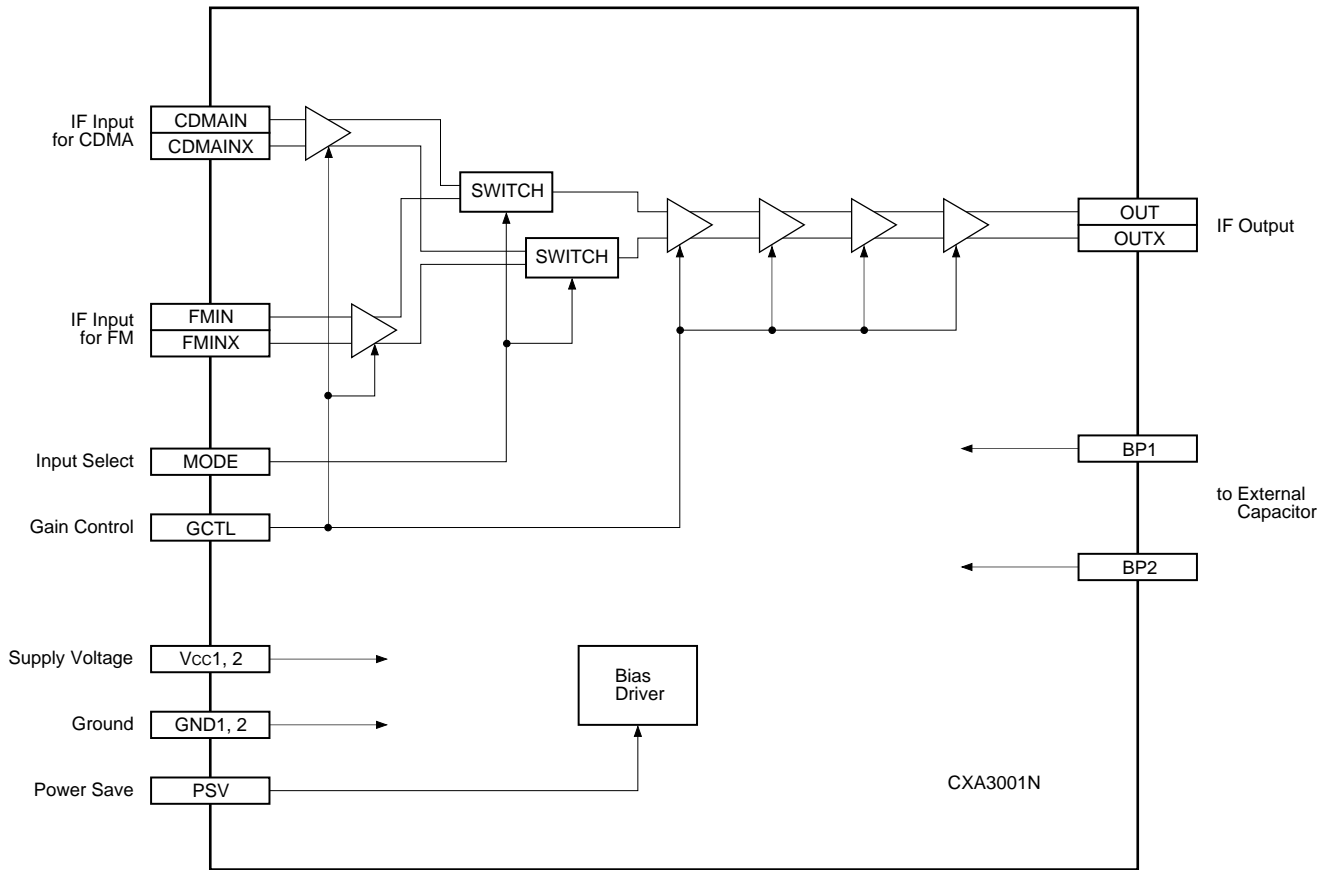 IF Input
for CDMA
CDMAIN
CDMAINX
SWITCH
SWITCH
OUT
OUTX
IF Output
IF Input
for FM
FMIN
FMINX
Input Select
MODE
BP1
to External
Capacitor
Gain Control
GCTL
BP2
Supply Voltage
Vcc1, 2
Bias
Driver
Ground
GND1, 2
Power Save
PSV
CXA3001N